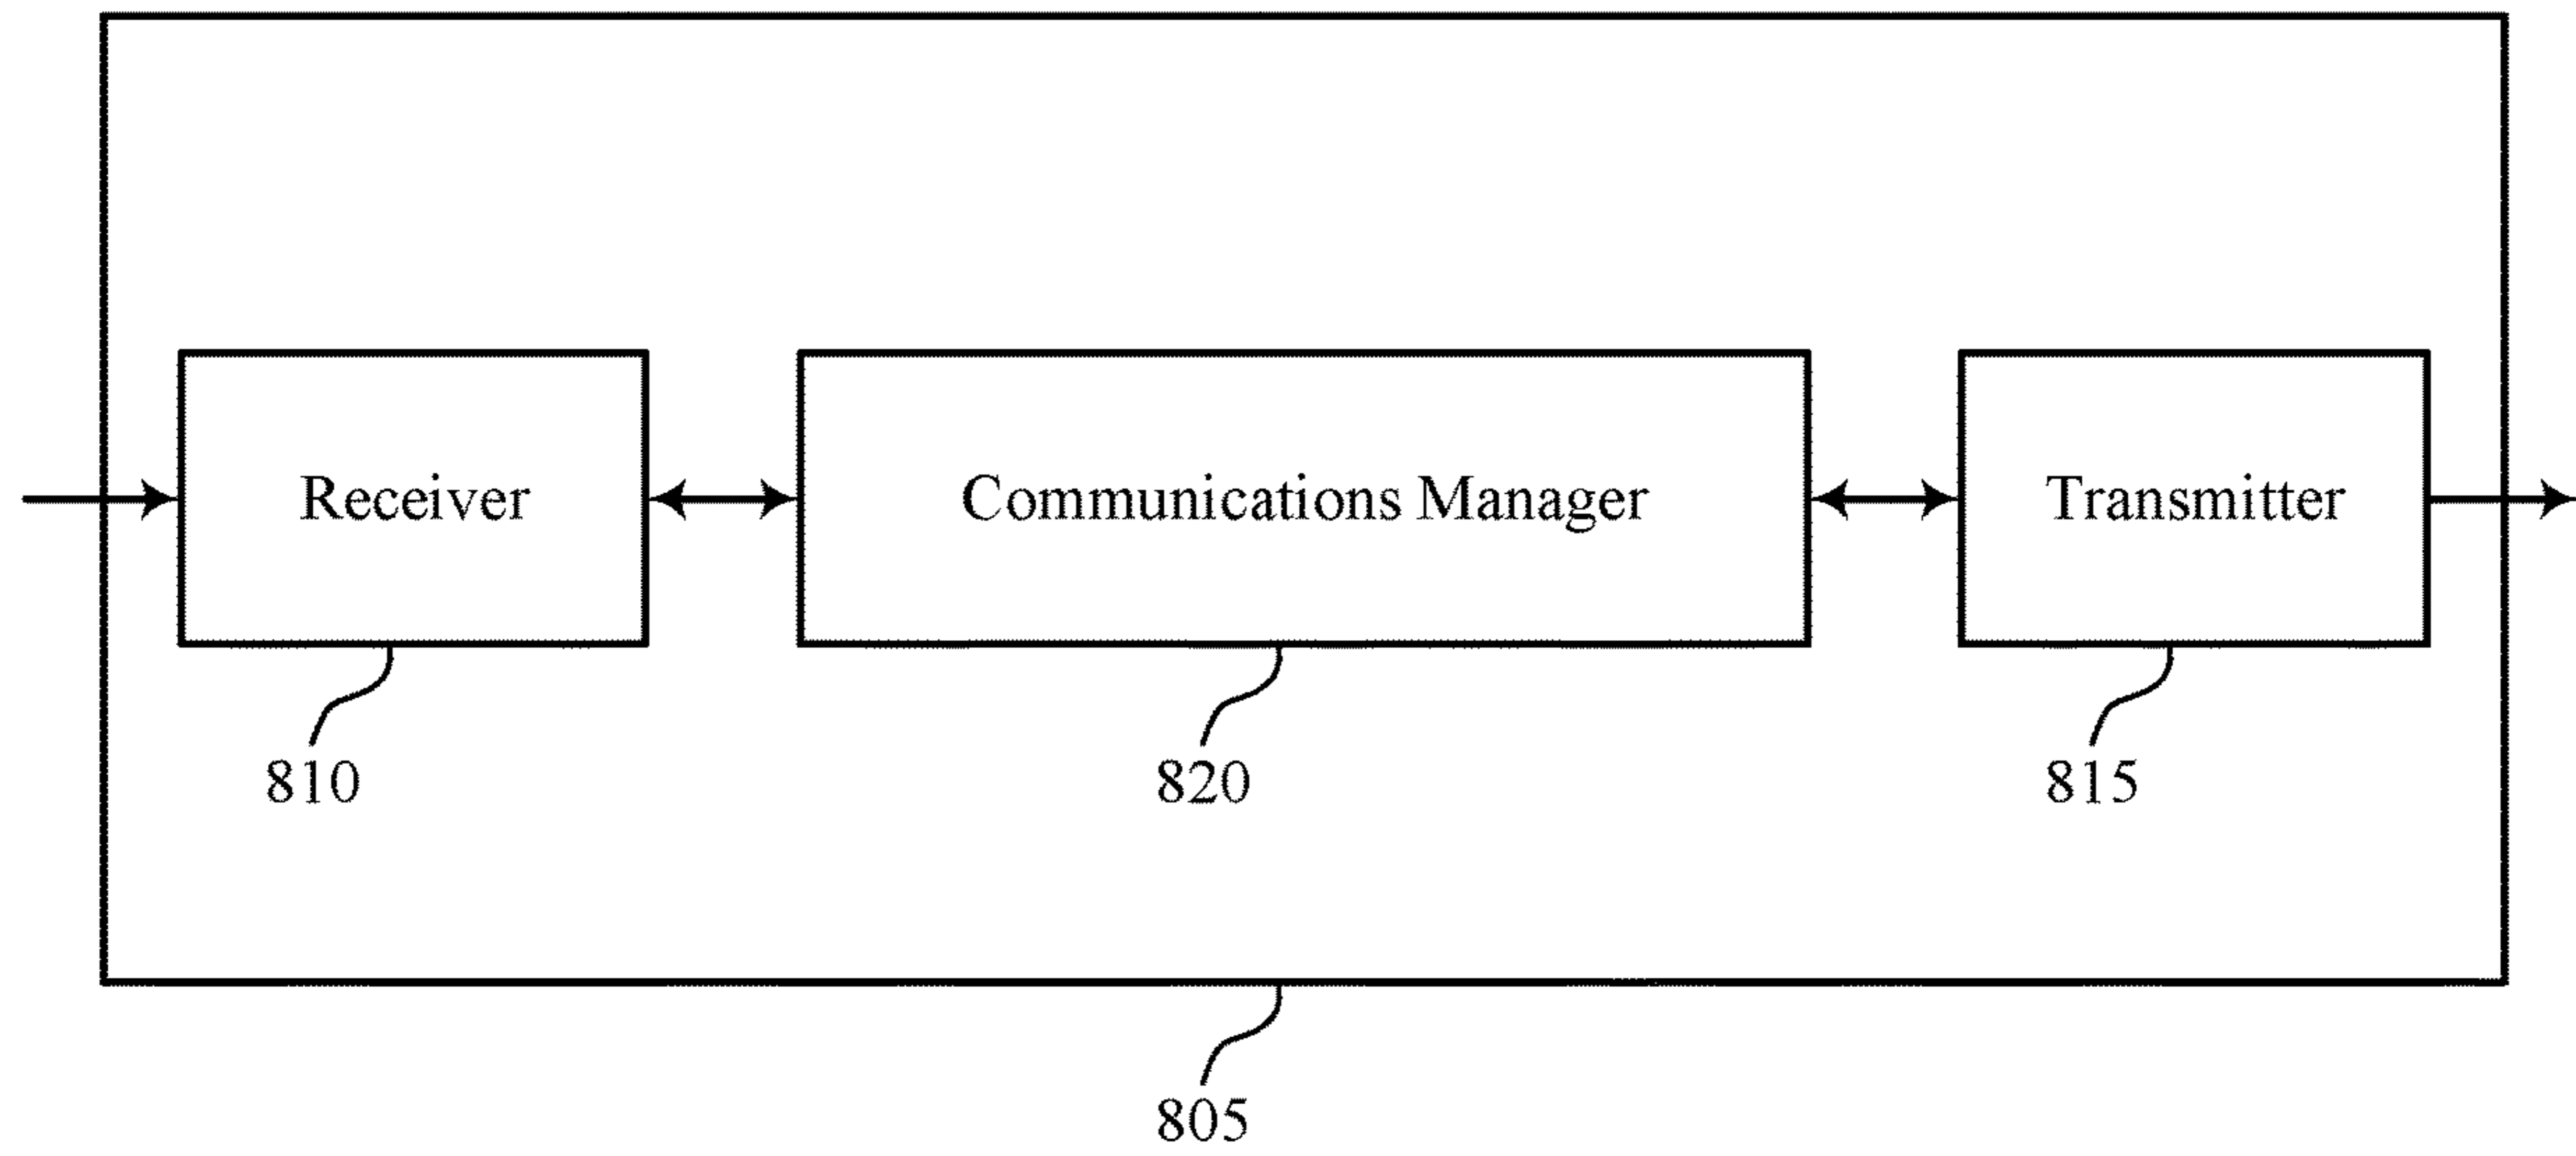 Receiver
Communications Manager
Transmitter
810
820
815
805